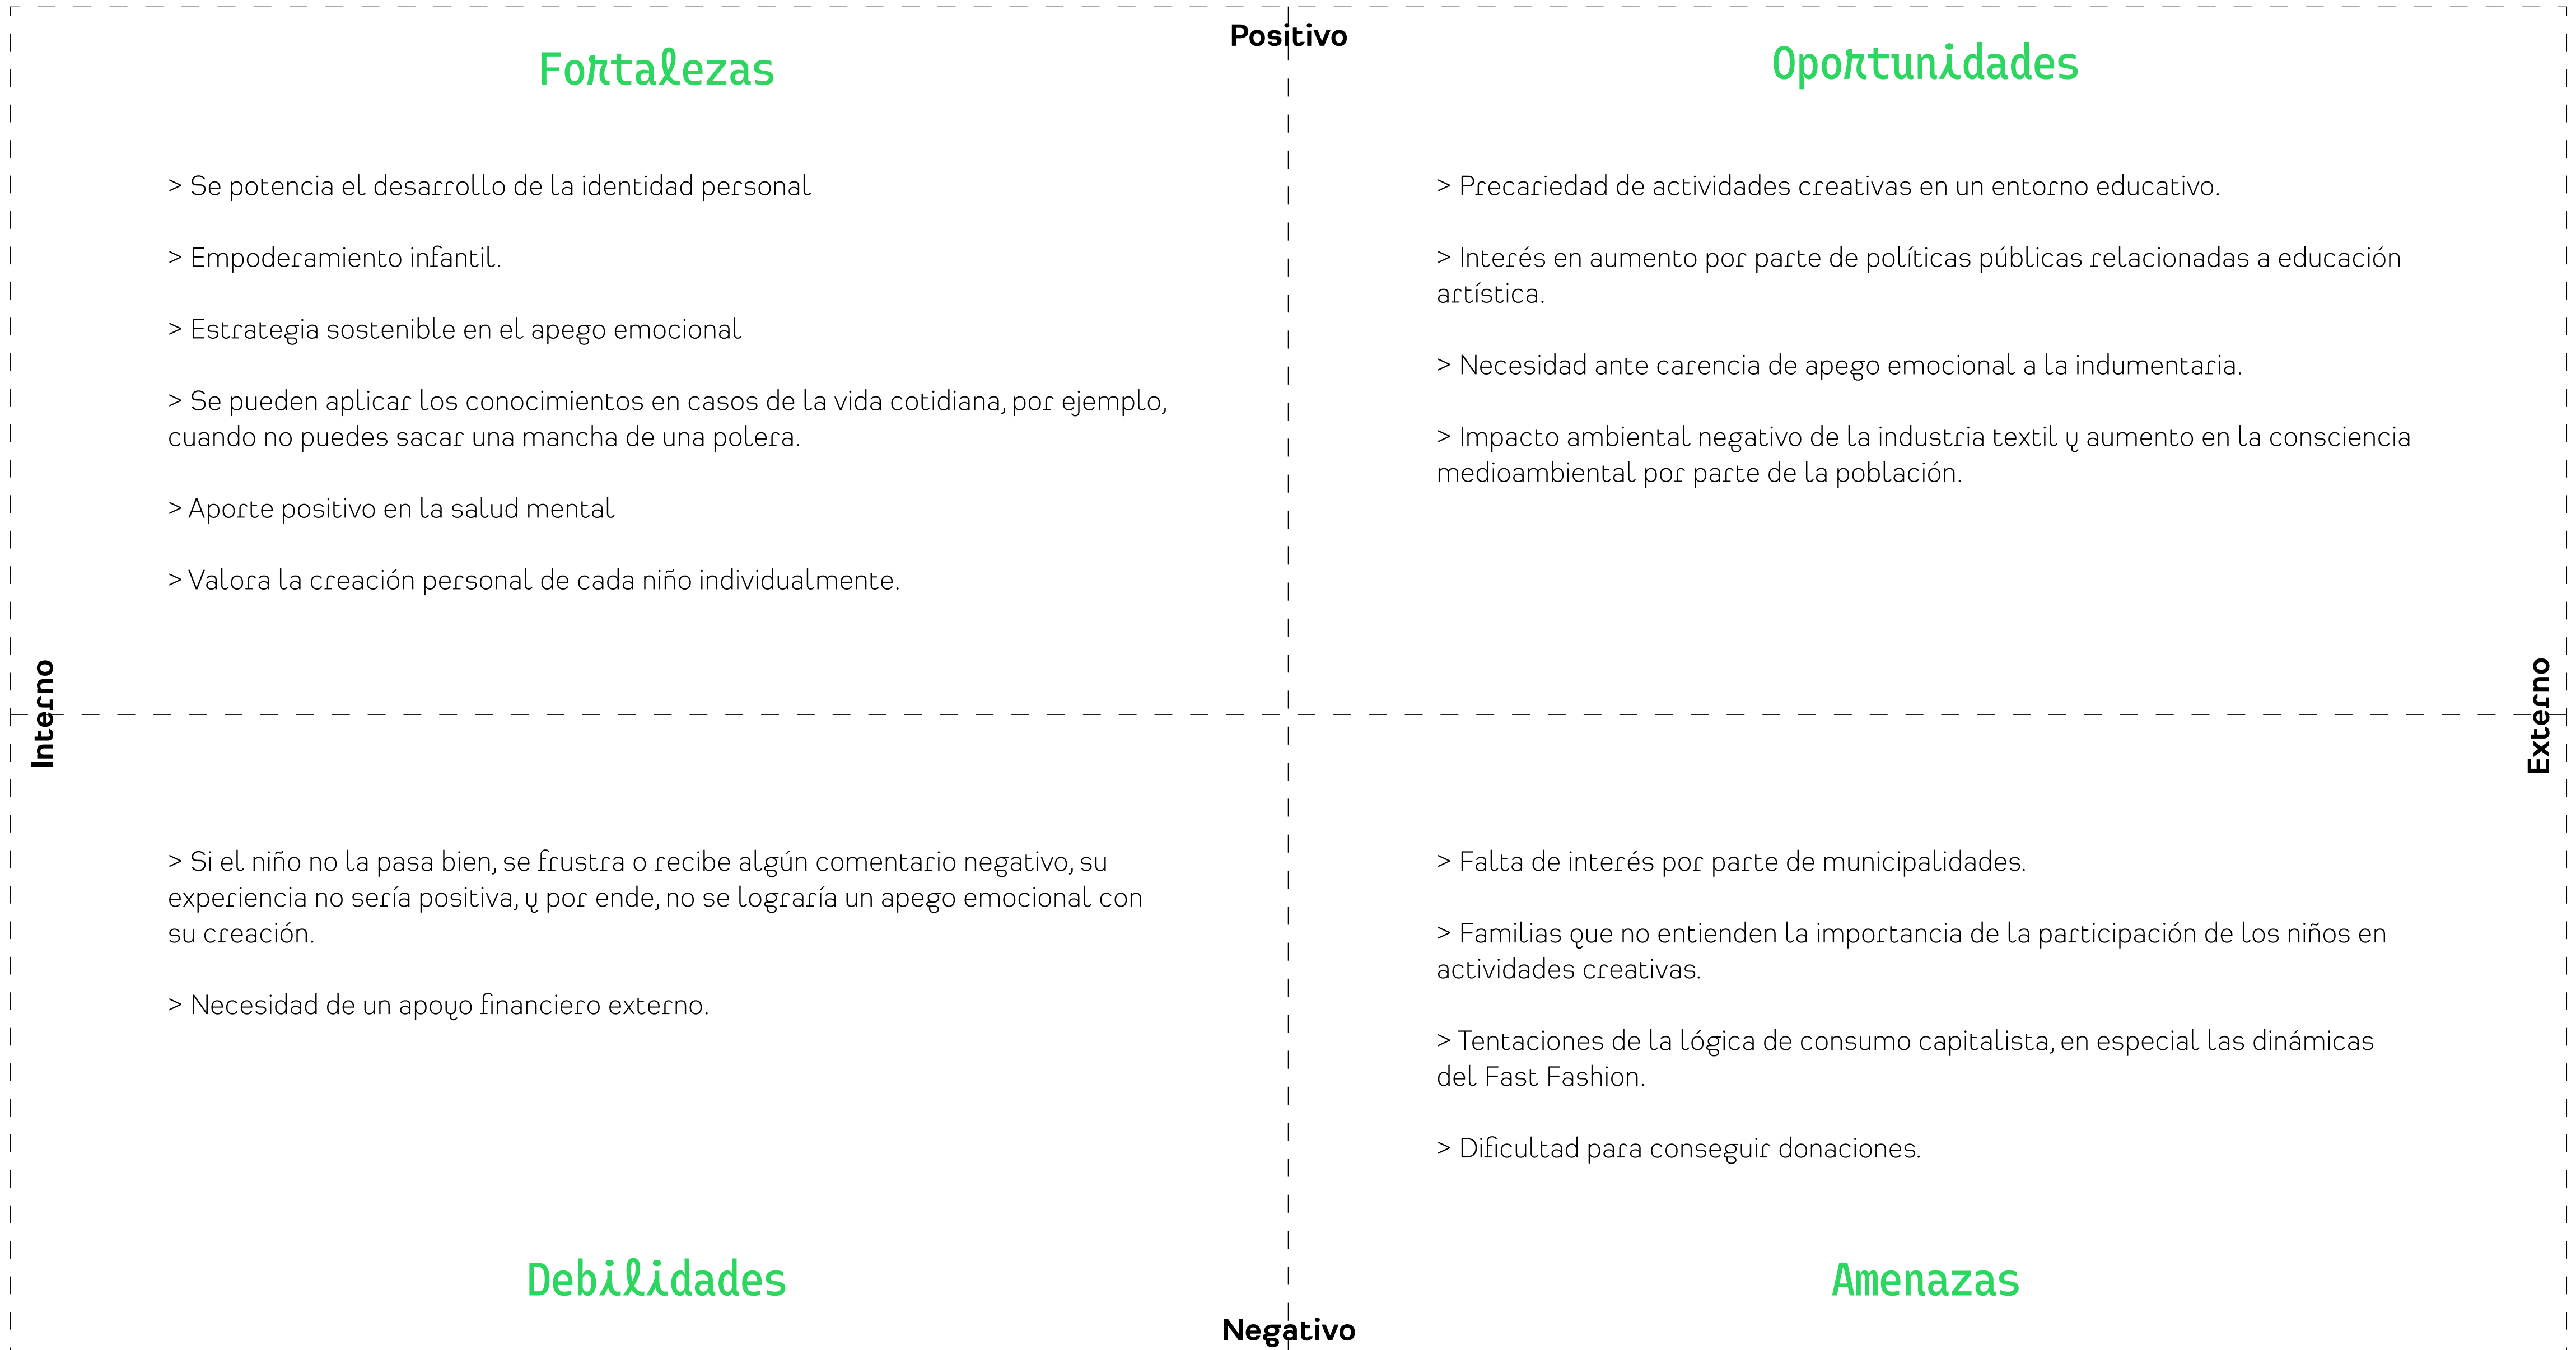 Positivo
Fortalezas
> Se potencia el desarrollo de la identidad personal
> Empoderamiento infantil.
> Estrategia sostenible en el apego emocional
> Se pueden aplicar los conocimientos en casos de la vida cotidiana, por ejemplo,
cuando no puedes sacar una mancha de una polera.
> Aporte positivo en la salud mental
> Valora la creación personal de cada niño individualmente.
Oportunidades
> Precariedad de actividades creativas en un entorno educativo.
> Interés en aumento por parte de políticas públicas relacionadas a educación
artística.
> Necesidad ante carencia de apego emocional a la indumentaria.
> Impacto ambiental negativo de la industria textil y aumento en la consciencia
medioambiental por parte de la población.
Interno
Externo
> Si el niño no la pasa bien, se frustra o recibe algún comentario negativo, su
experiencia no sería positiva, y por ende, no se lograría un apego emocional con
su creación.
> Necesidad de un apoyo financiero externo.
Debilidades
> Falta de interés por parte de municipalidades.
> Familias que no entienden la importancia de la participación de los niños en
actividades creativas.
> Tentaciones de la lógica de consumo capitalista, en especial las dinámicas
del Fast Fashion.
> Dificultad para conseguir donaciones.
Amenazas
Negativo